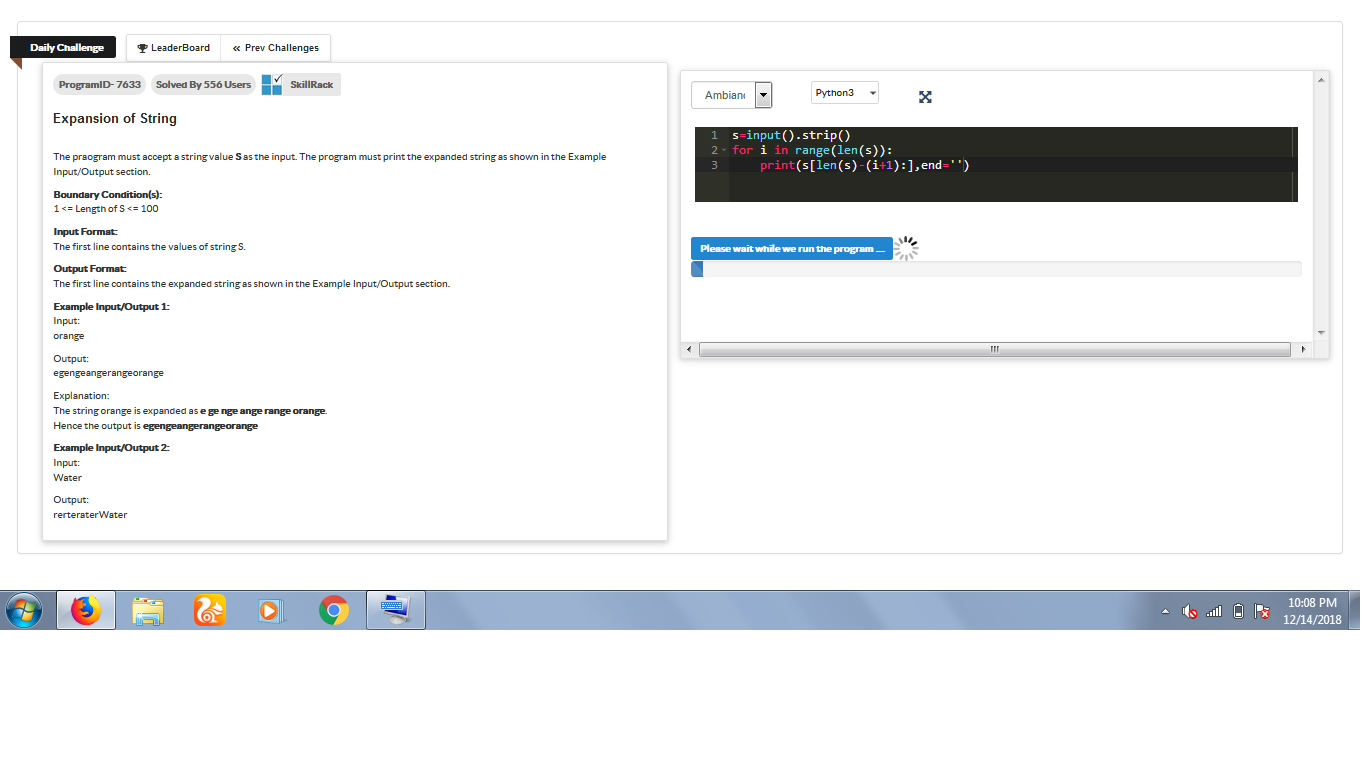 Daily Challenge
LeaderBoard
« Prev Challenges
ProgramID- 7633
Solved By 556 Users
SkillRack
Expansion of String
The praogram must accept a string value S as the input. The program must print the expanded string as shown in the Example
Input/Output section.
Boundary Condition(s):
1 <= Length of S <= 100
Input Format:
The first line contains the values of string S.
Output Format:
The first line contains the expanded string as shown in the Example Input/Output section.
Example Input/Output 1:
Input:
orange
Output:
egengeangerangeorange
Explanation:
The string orange is expanded as e ge nge ange range orange.
Hence the output is egengeangerangeorange
Example Input/Output 2:
Input:
Water
Output:
rerteraterWater
Ambianc
Python3
1 s=input().strip()
2 for i in range(len(s)):
3 print(s[len(s)-(i+1):],end='')
Please wait while we run the program ....
10:08 PM
12/14/2018